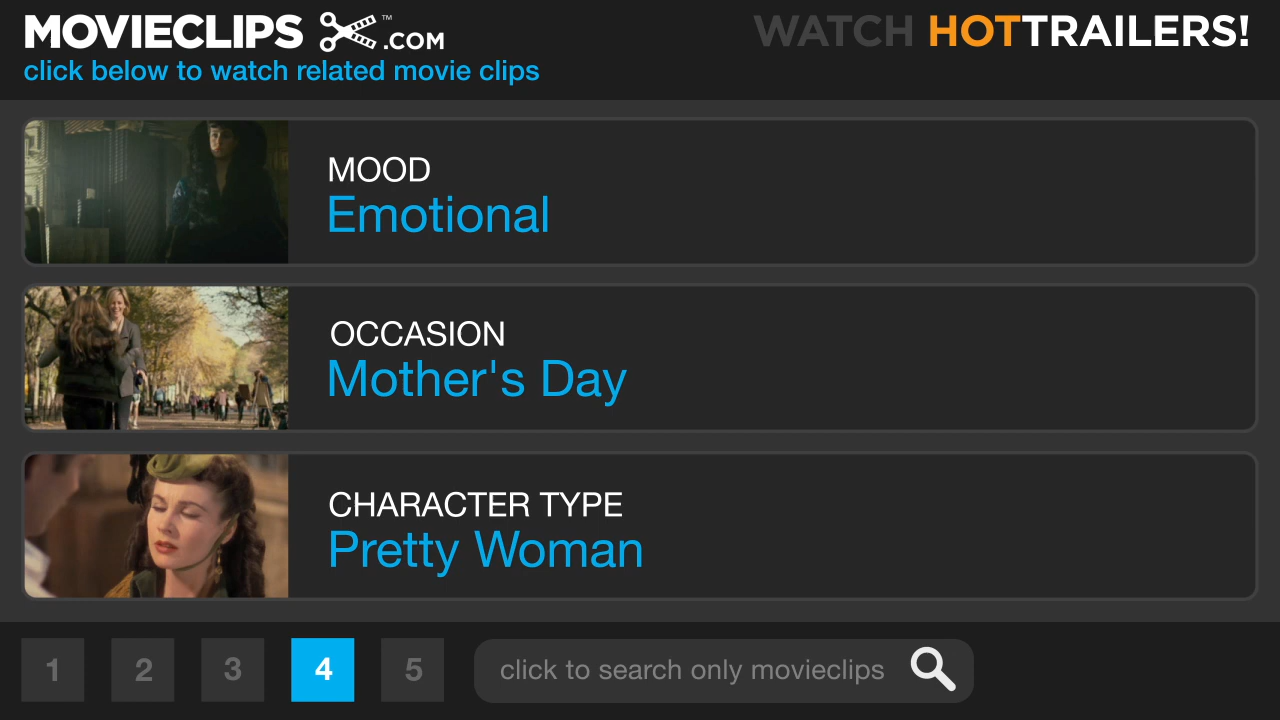 MOVIECLIPS ™ .COM
WATCH HOTTRAILERS!
click below to watch related movie clips
MOOD
Emotional
OCCASION
Mother's Day
CHARACTER TYPE
Pretty Woman
1 2 3 4 5 click to search only movieclips